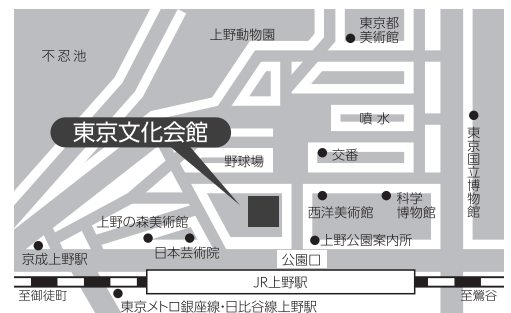 東京都
美術館
上野動物園
不忍池
噴水
東京文化会館
東京国立博物館
交番
野球場
科学
博物館
西洋美術館
上野の森美術館
上野公園案内所
日本芸術院
京成上野駅
公園口
JR上野駅
至御徒町
至鶯谷
東京メトロ銀座線・日比谷線上野駅